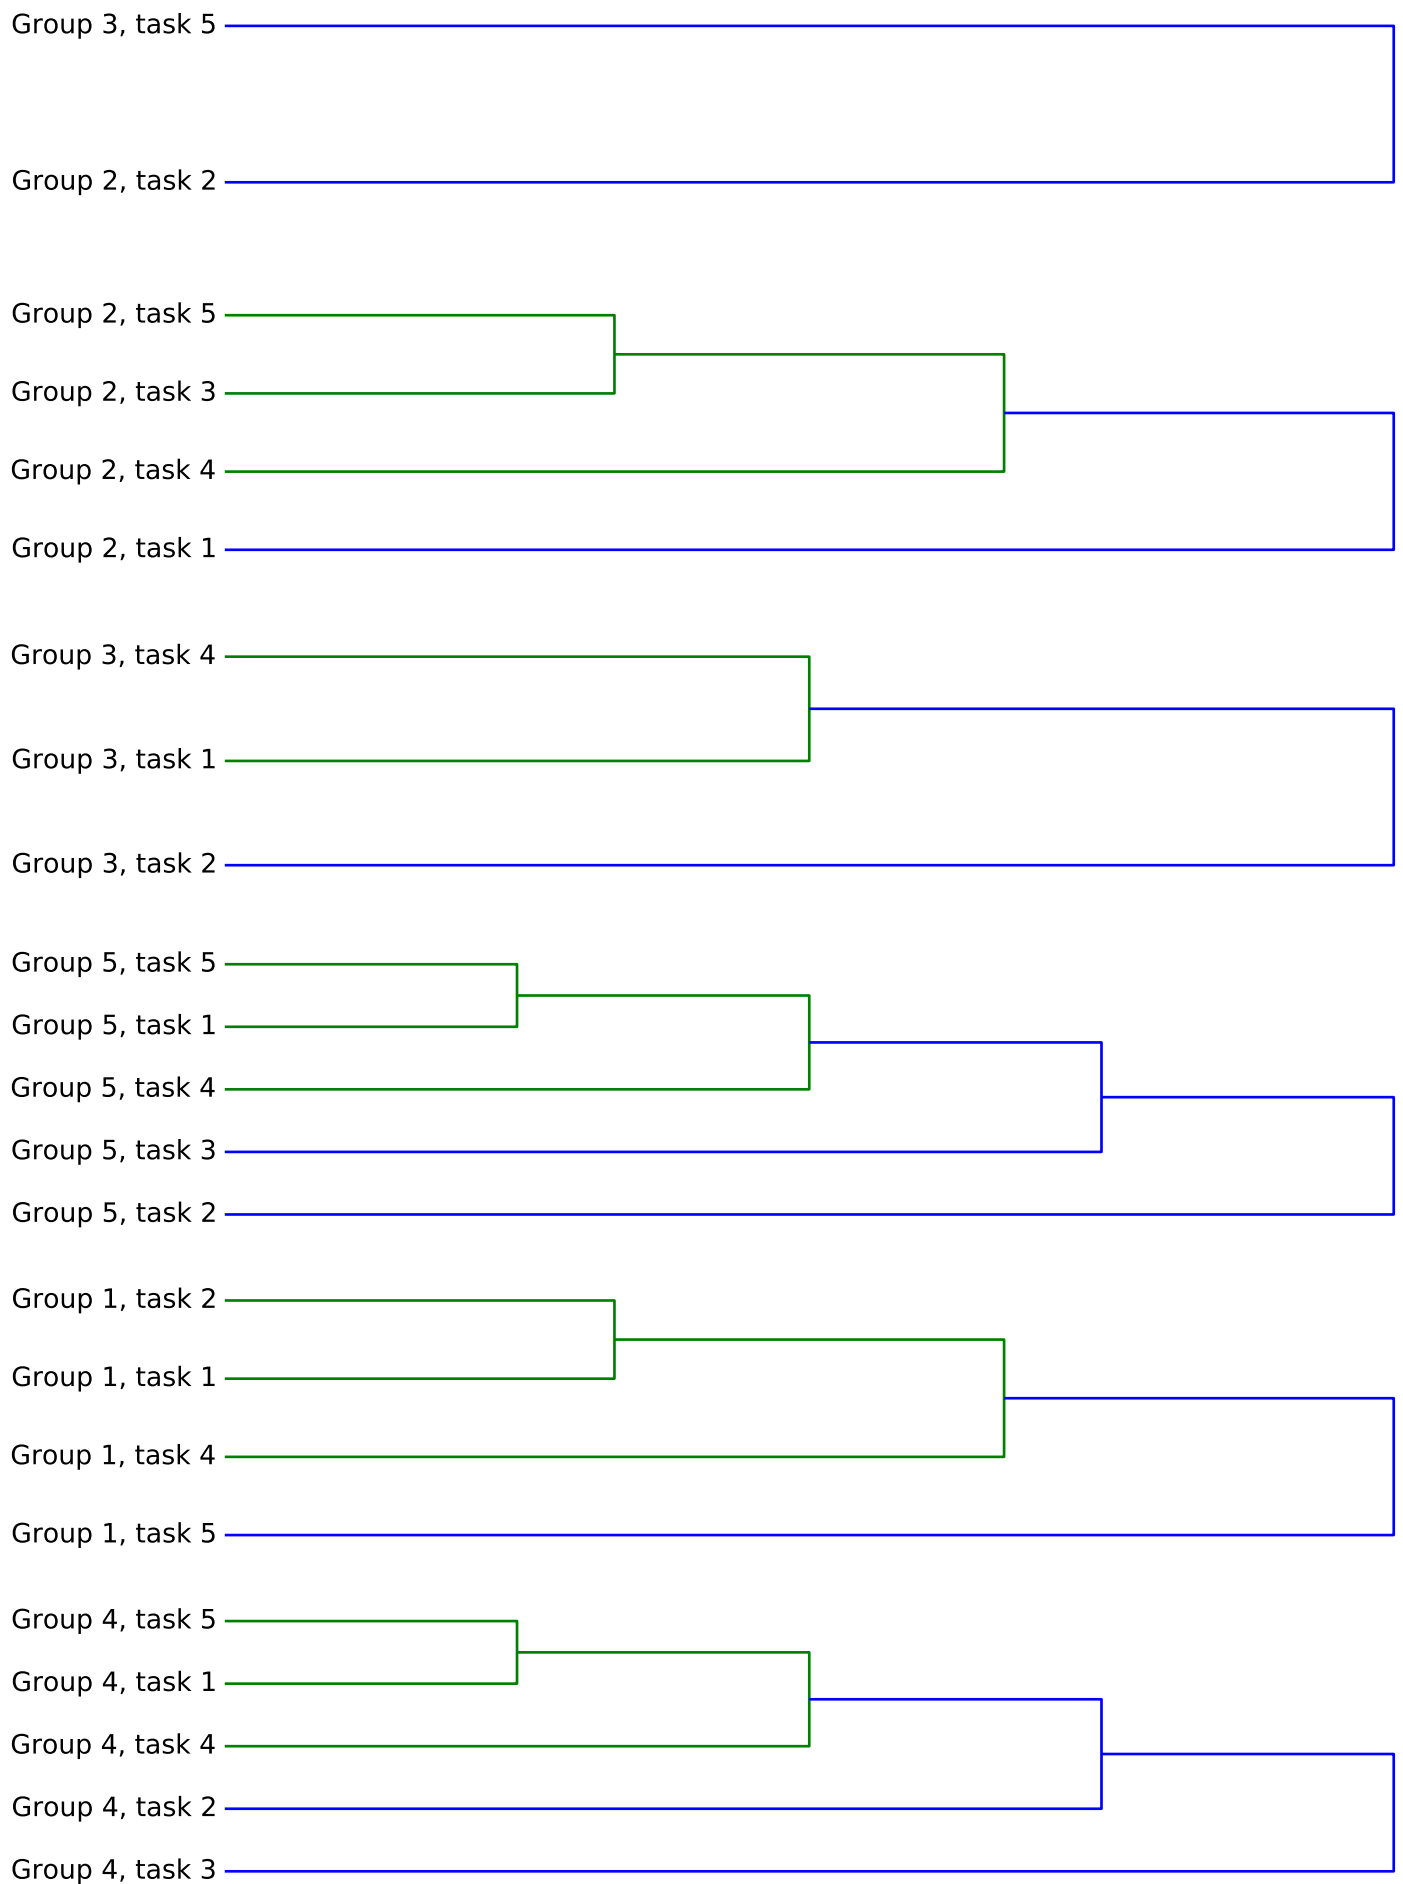 Group 3, task 5
Group 2, task 2
Group 2, task 5
Group 2, task 3
Group 2, task 4
Group 2, task 1
Group 3, task 4
Group 3, task 1
Group 3, task 2
Group 5, task 5
Group 5, task 1
Group 5, task 4
Group 5, task 3
Group 5, task 2
Group 1, task 2
Group 1, task 1
Group 1, task 4
Group 1, task 5
Group 4, task 5
Group 4, task 1
Group 4, task 4
Group 4, task 2
Group 4, task 3